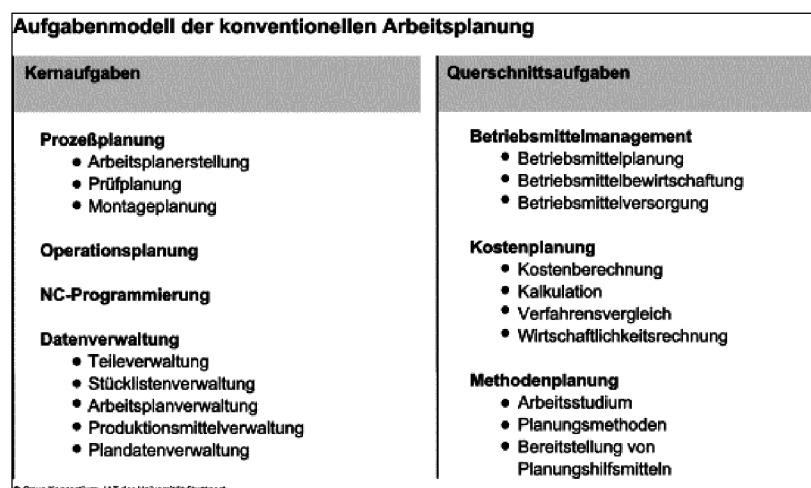 Aufgabenmodell der konventionellen Arbeitsplanung
Kernaufgaben
Prozeßplanung
• Arbeitsplanerstellung
• Prüfplanung
• Montageplanung
Operationsplanung
NC-Programmierung
Datenverwaltung
• Teileverwaltung
• Stücklistenverwaltung
• Arbeitsplanverwaltung
• Produktionsmittelverwaltung
• Plandatenverwaltung
Querschnittsaufgaben
Betriebsmittelmanagement
• Betriebsmittelplanung
• Betriebsmittelbewirtschaftung
• Betriebsmittelversorgung
Kostenplanung
• Kostenberechnung
• Kalkulation
• Verfahrensvergleich
• Wirtschaftlichkeitsrechnung
Methodenplanung
• Arbeitsstudium
• Planungsmethoden
• Bereitstellung von
Planungshilfsmitteln